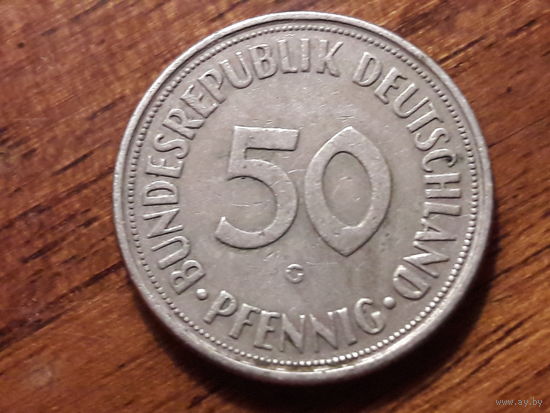 BUNDESREPUBLIK DEUTSCHLAND
50
G
· PFENNIG ·
www.ay.by